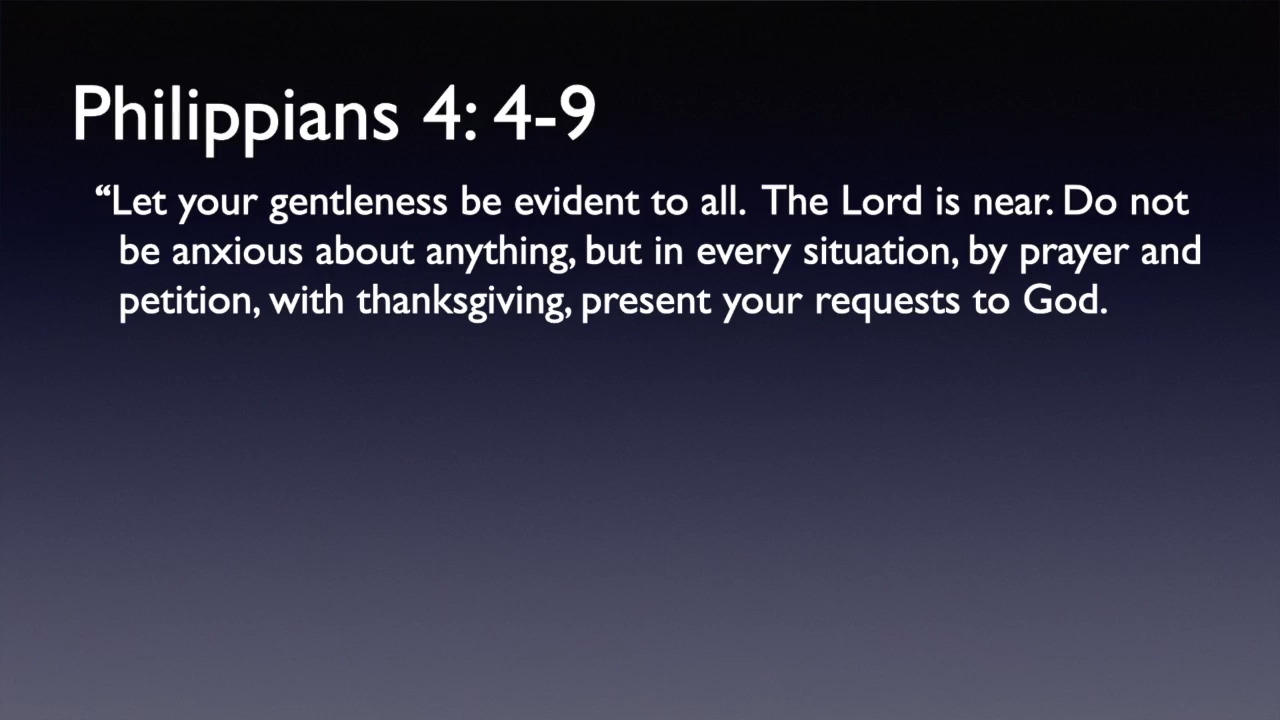 Philippians 4: 4-9
“Let your gentleness be evident to all.  The Lord is near. Do not
be anxious about anything, but in every situation, by prayer and
petition, with thanksgiving, present your requests to God.